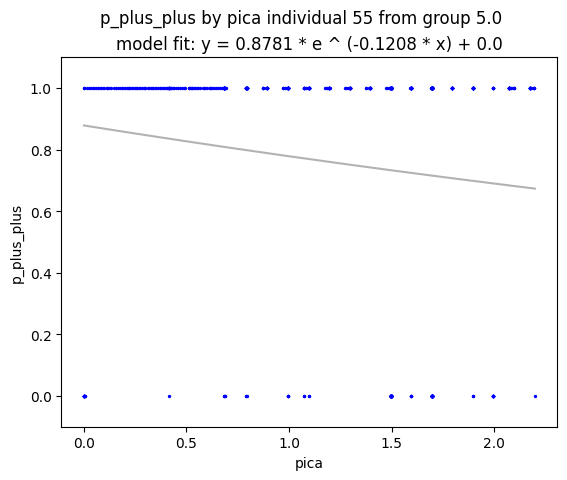 p_plus_plus by pica individual 55 from group 5.0
model fit: y = 0.8781 * e ^ (-0.1208 * x) + 0.0
1.0
0.8
0.6
0.4
0.2
0.0
p_plus_plus
0.0 0.5 1.0 1.5 2.0
pica